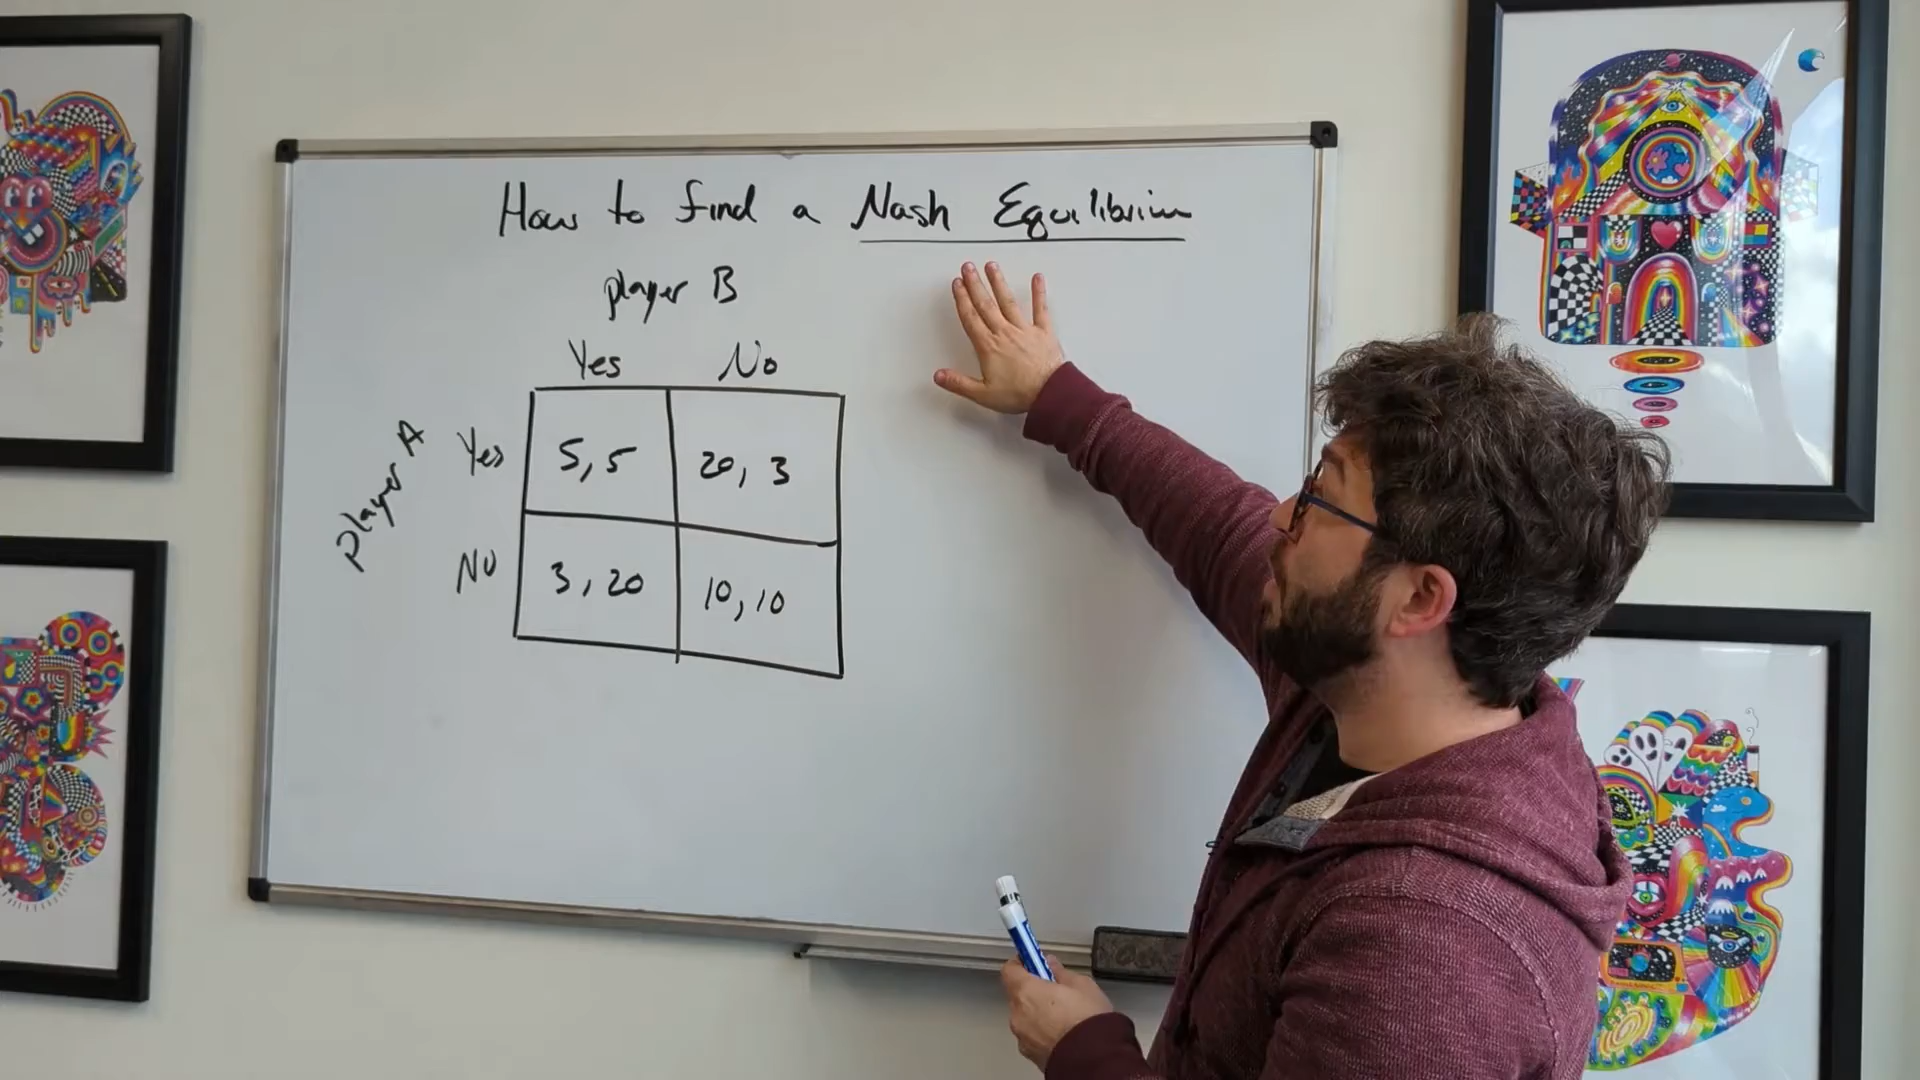 How to find a Nash Equilibrium
player B
Yes No
player A
Yes 5, 5 20, 3
No 3, 20 10, 10